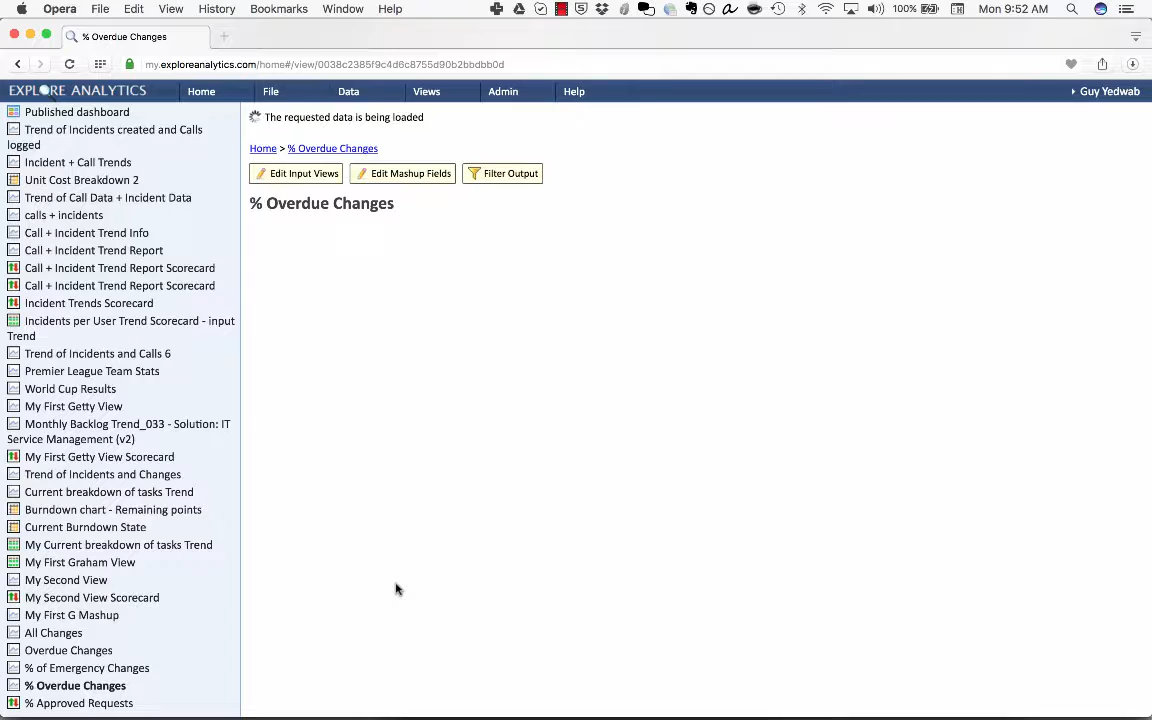 Opera File Edit View History Bookmarks Window Help 100% Mon 9:52 AM
% Overdue Changes
my.exploreanalytics.com/home#/view/0038c2385f9c4d6c8755d90b2bbdbb0d
EXPLORE ANALYTICS Home File Data Views Admin Help Guy Yedwab
Published dashboard
Trend of Incidents created and Calls
logged
Incident + Call Trends
Unit Cost Breakdown 2
Trend of Call Data + Incident Data
calls + incidents
Call + Incident Trend Info
Call + Incident Trend Report
Call + Incident Trend Report Scorecard
Call + Incident Trend Report Scorecard
Incident Trends Scorecard
Incidents per User Trend Scorecard - input
Trend
Trend of Incidents and Calls 6
Premier League Team Stats
World Cup Results
My First Getty View
Monthly Backlog Trend_033 - Solution: IT
Service Management (v2)
My First Getty View Scorecard
Trend of Incidents and Changes
Current breakdown of tasks Trend
Burndown chart - Remaining points
Current Burndown State
My Current breakdown of tasks Trend
My First Graham View
My Second View
My Second View Scorecard
My First G Mashup
All Changes
Overdue Changes
% of Emergency Changes
% Overdue Changes
% Approved Requests
The requested data is being loaded
Home > % Overdue Changes
Edit Input Views Edit Mashup Fields Filter Output
% Overdue Changes